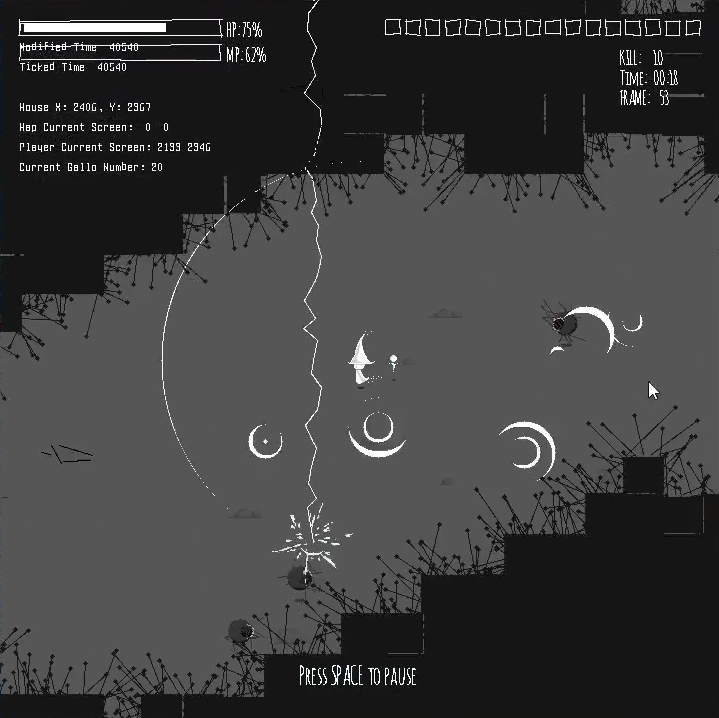 HP:75%
Modified Time 40540
MP:62%
Ticked Time 40540
KILL: 10
TIME: 00:18
FRAME: 53
House X: 2406, Y: 2967
Map Current Screen: 0 0
Player Current Screen: 2199 2946
Current Gallo Number: 20
PRESS SPACE TO PAUSE